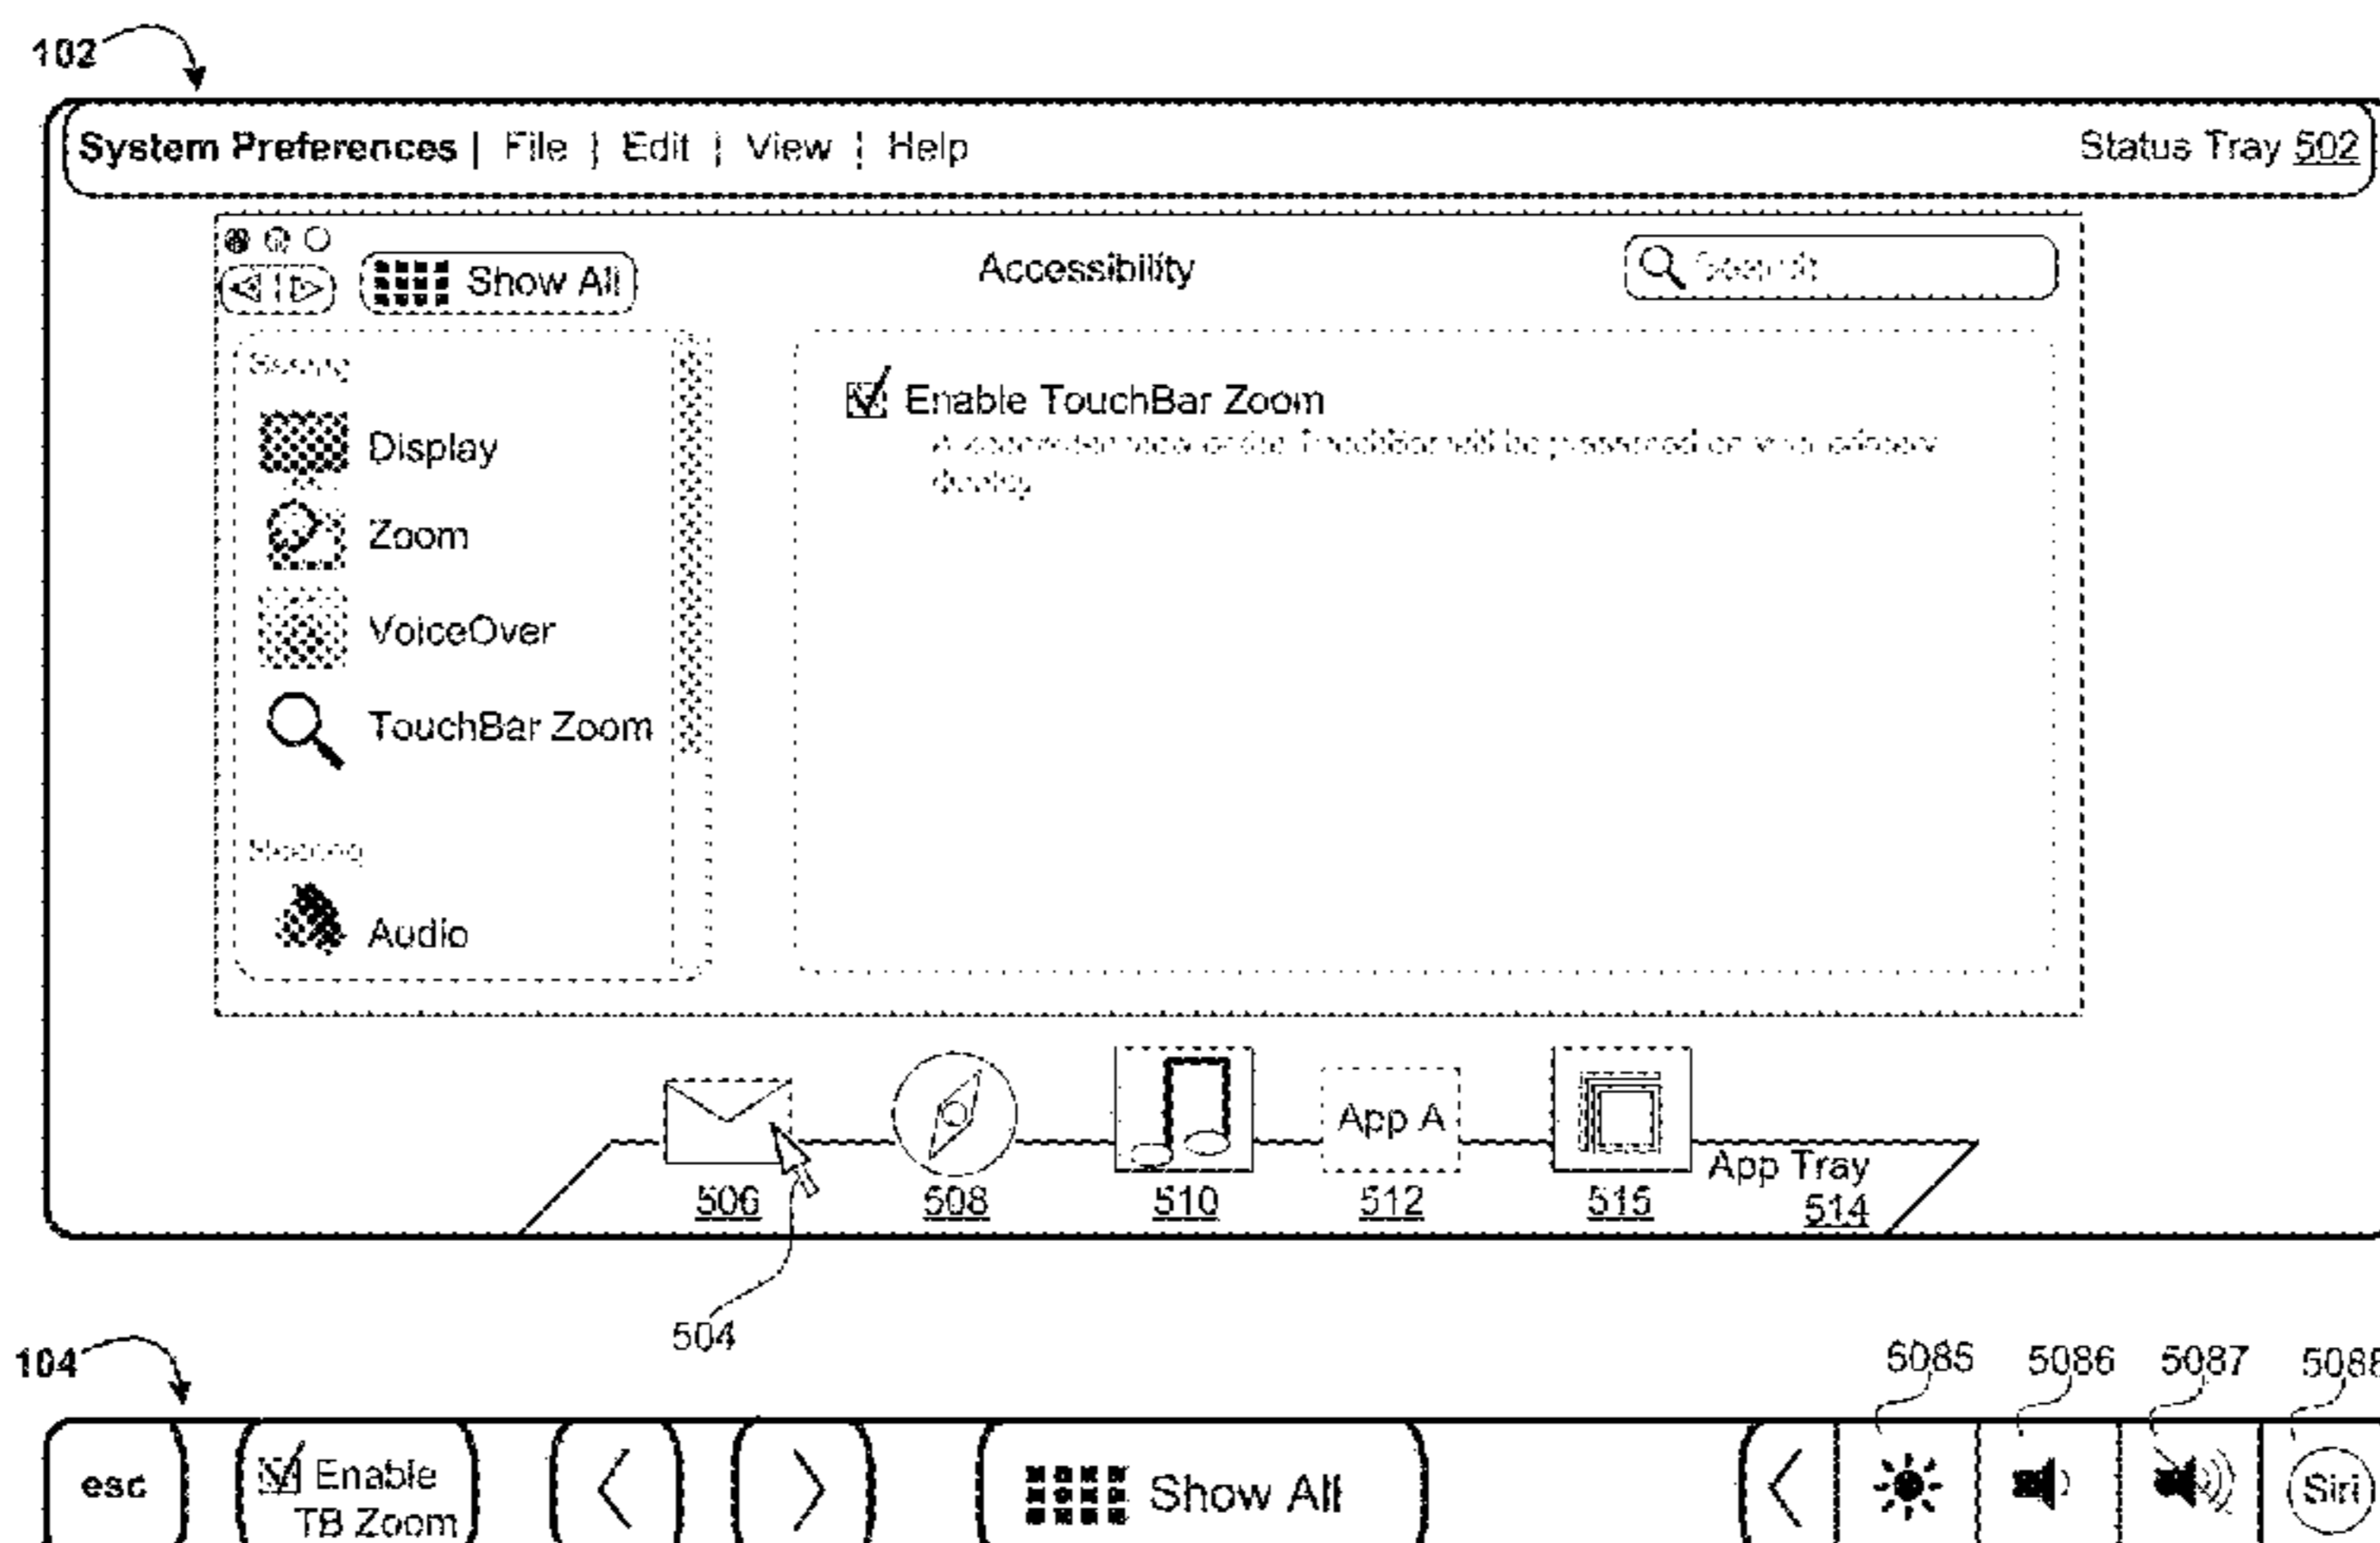 102
System Preferences | File | Edit | View | Help Status Tray 502
Show All Accessibility Search
Display
Zoom
VoiceOver
TouchBar Zoom
Audio
Enable TouchBar Zoom
App A
506 508 510 512 515
App Tray
514
504
104
5085 5086 5087
esc
Enable
TB Zoom
Show All
Siri